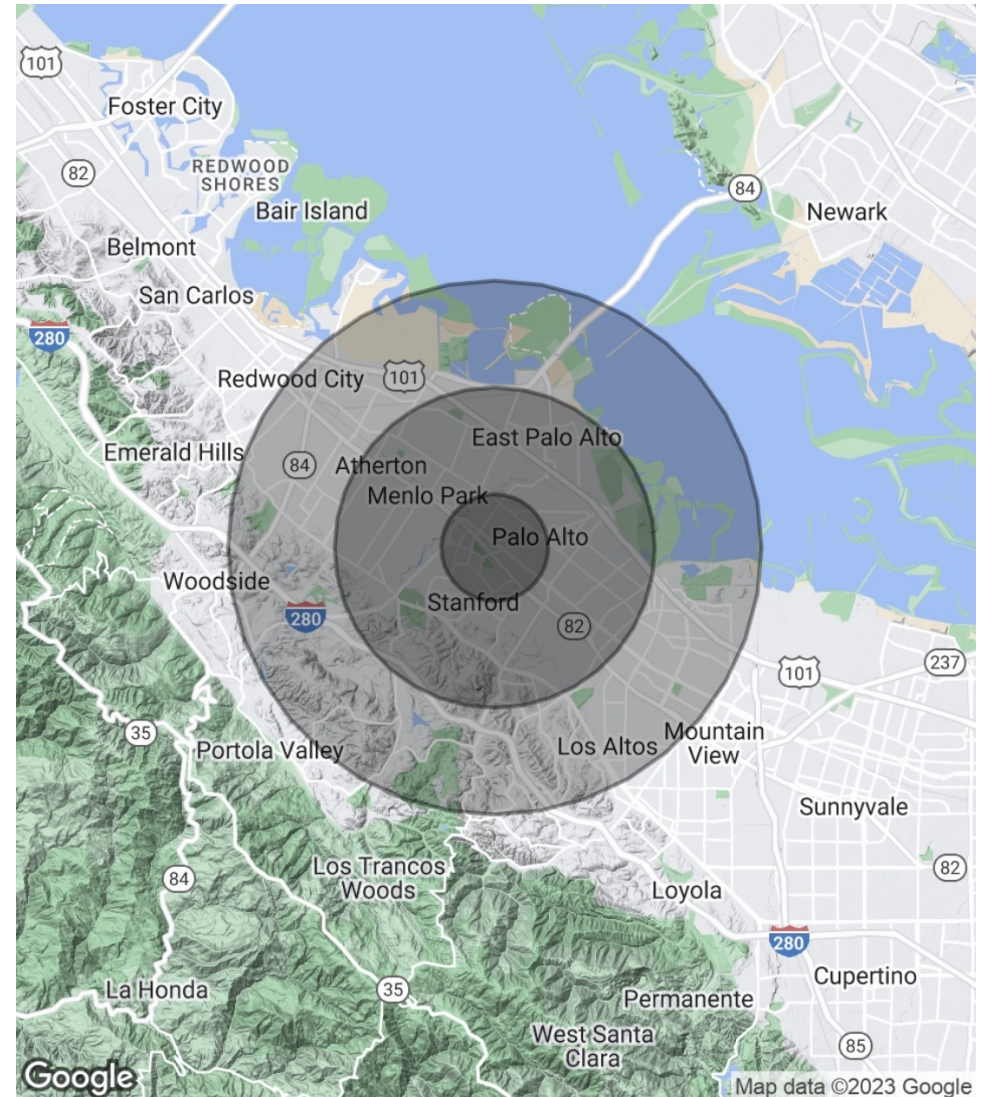 101
Foster City
82
REDWOOD
SHORES
Bair Island
84
Newark
Belmont
San Carlos
280
Redwood City
101
East Palo Alto
Emerald Hills
84
Atherton
Menlo Park
Palo Alto
Woodside
Stanford
280
82
237
101
35
Portola Valley
Los Altos
Mountain
View
Sunnyvale
84
Los Trancos
Woods
82
Loyola
280
La Honda
35
Cupertino
Permanente
West Santa
Clara
85
Google
Map data ©2023 Google